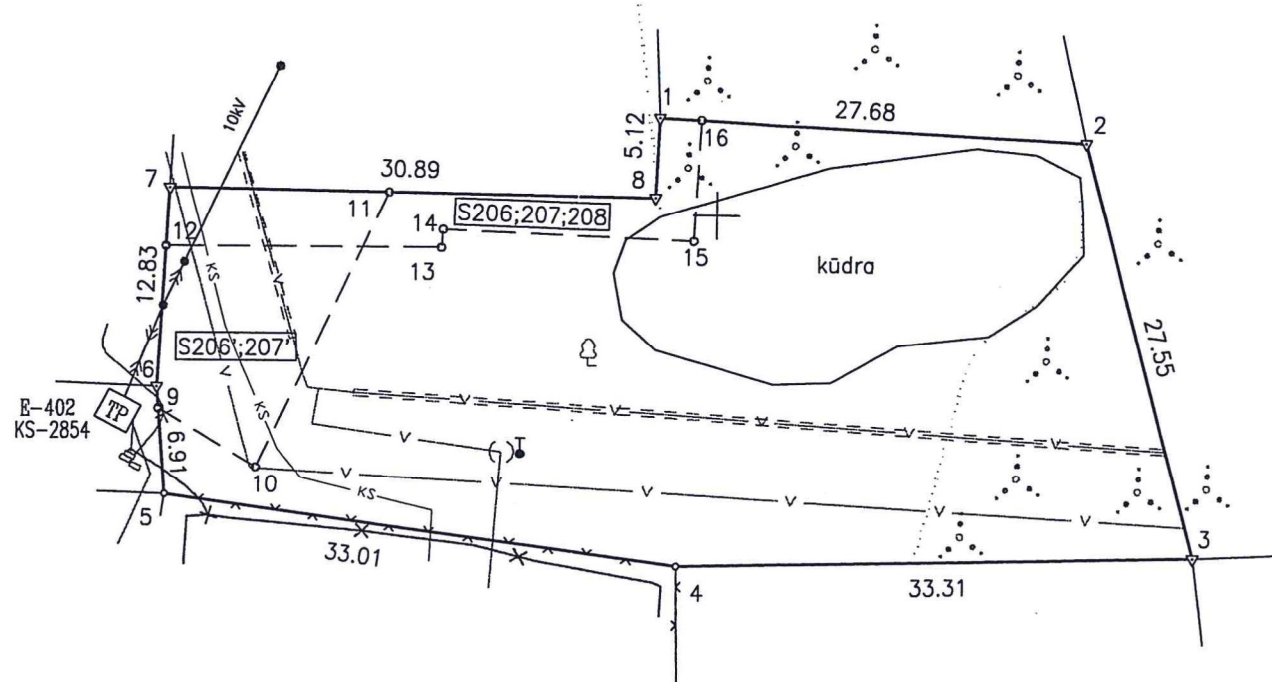 10kV
1
5.12
16
27.68
2
7
30.89
11
8
S206;207;208
14
12
13
15
kūdra
12.83
KS
V
S206';207'
V
27.55
6
9
E-402
KS-2854
TP
6.91
V
V
V
V
V
V
T
10
KS
V
V
V
V
V
5
33.01
4
33.31
3